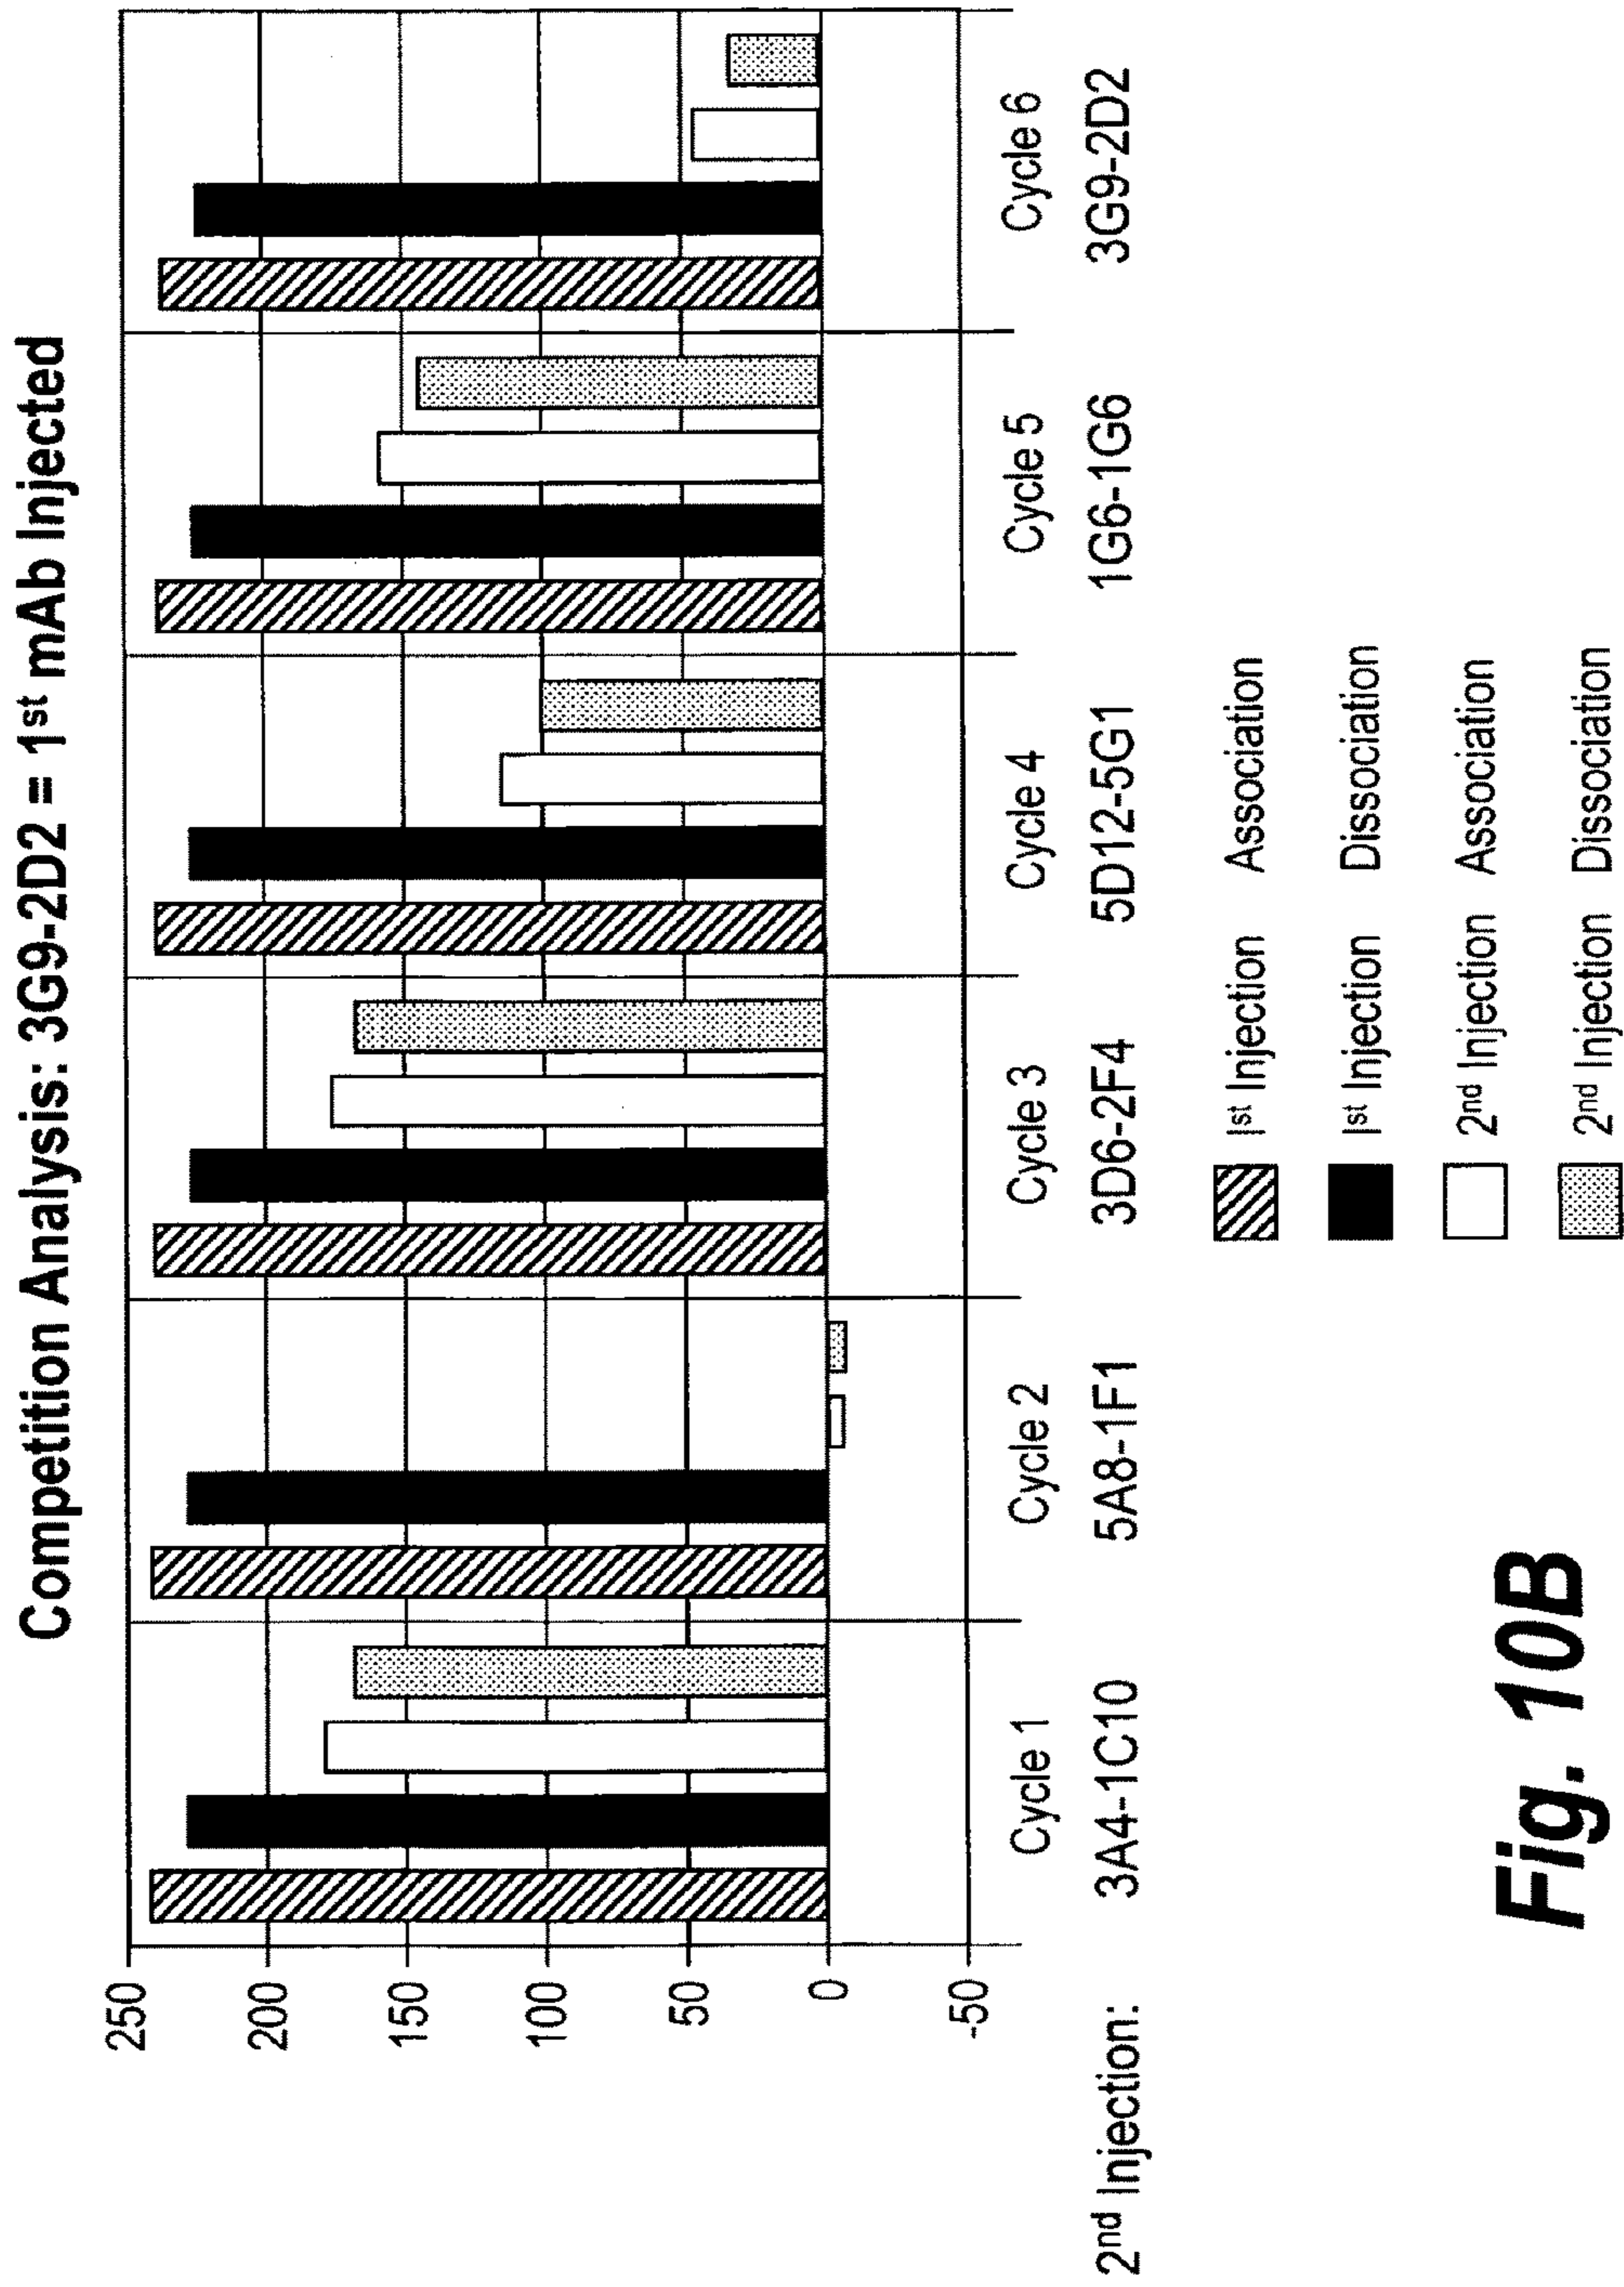 Competition Analysis: 3G9-2D2 = 1st mAb Injected
250
200
150
100
50
0
-50
Cycle 1 Cycle 2 Cycle 3 Cycle 4 Cycle 5 Cycle 6
2nd Injection: 3A4-1C10 5A8-1F1 3D6-2F4 5D12-5G1 1G6-1G6 3G9-2D2
1st Injection Association
1st Injection Dissociation
2nd Injection Association
2nd Injection Dissociation
Fig. 10B